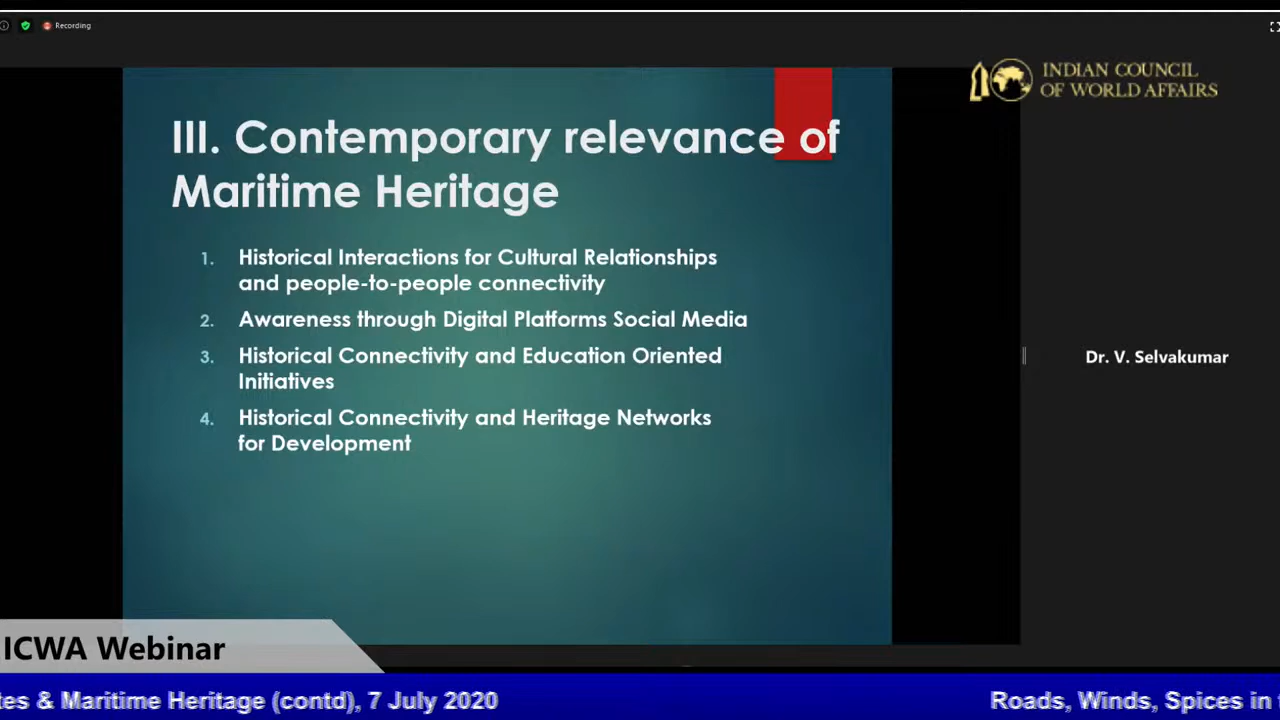 Recording
INDIAN COUNCIL
OF WORLD AFFAIRS
III. Contemporary relevance of
Maritime Heritage
1. Historical Interactions for Cultural Relationships
and people-to-people connectivity
2. Awareness through Digital Platforms Social Media
3. Historical Connectivity and Education Oriented
Initiatives
4. Historical Connectivity and Heritage Networks
for Development
Dr. V. Selvakumar
ICWA Webinar
& Maritime Heritage (contd), 7 July 2020
Roads, Winds, Spices in